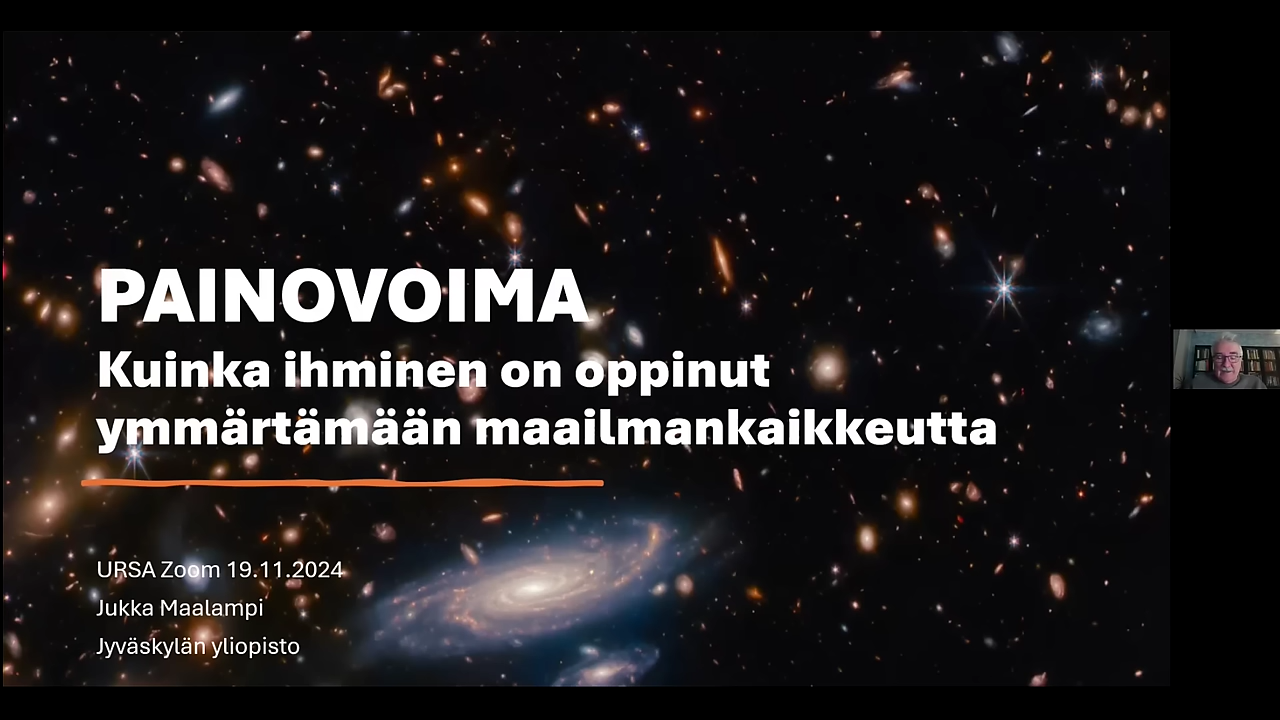 PAINOVOIMA
Kuinka ihminen on oppinut
ymmärtämään maailmankaikkeutta
URSA Zoom 19.11.2024
Jukka Maalampi
Jyväskylän yliopisto